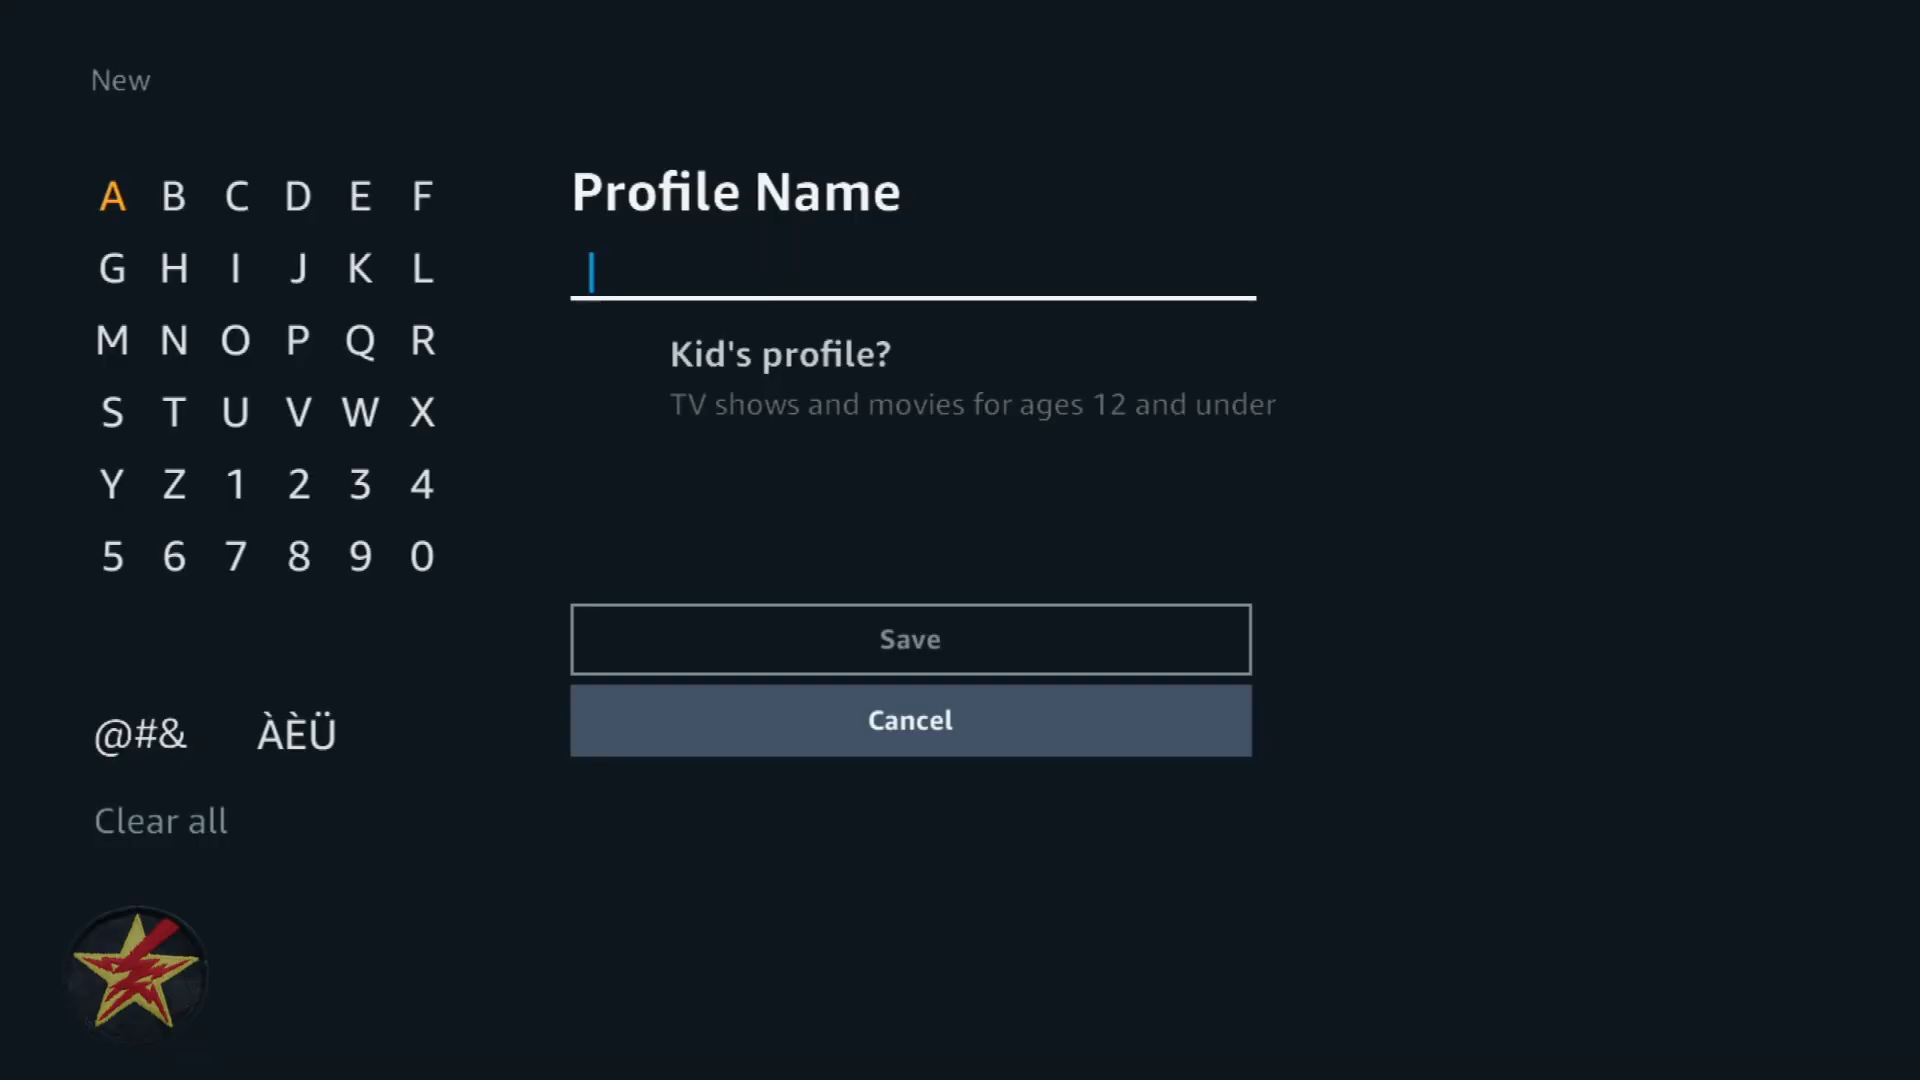 New
A B C D E F
G H I J K L
M N O P Q R
S T U V W X
Y Z 1 2 3 4
5 6 7 8 9 0
@#& ÀÈÜ
Clear all
Profile Name
Kid's profile?
TV shows and movies for ages 12 and under
Save
Cancel